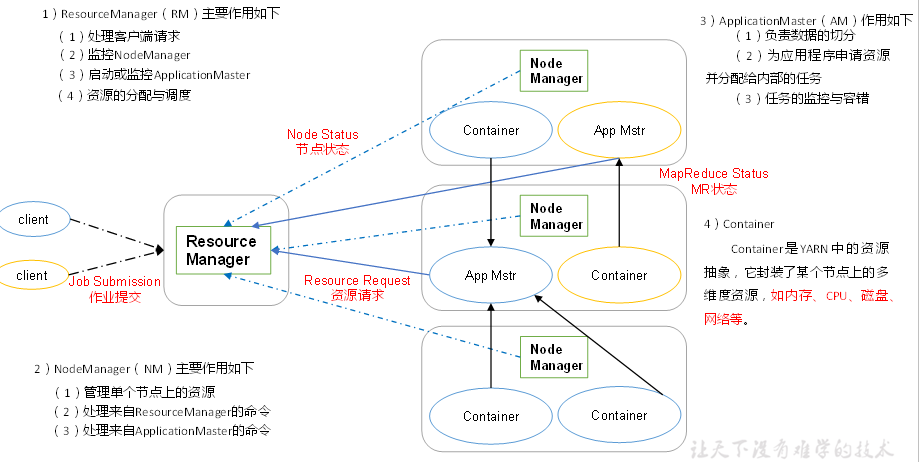 1）ResourceManager（RM）主要作用如下
（1）处理客户端请求
（2）监控NodeManager
（3）启动或监控ApplicationMaster
（4）资源的分配与调度
3）ApplicationMaster（AM）作用如下
（1）负责数据的切分
（2）为应用程序申请资源
并分配给内部的任务
（3）任务的监控与容错
Node
Manager
Container
App Mstr
Node Status
节点状态
MapReduce Status
MR状态
client
client
Job Submission
作业提交
Resource
Manager
Node
Manager
App Mstr
Container
Resource Request
资源请求
4）Container
Container是YARN中的资源
抽象，它封装了某个节点上的多
维度资源，如内存、CPU、磁盘、
网络等。
Node
Manager
Container
Container
2）NodeManager（NM）主要作用如下
（1）管理单个节点上的资源
（2）处理来自ResourceManager的命令
（3）处理来自ApplicationMaster的命令
让天下没有难学的技术